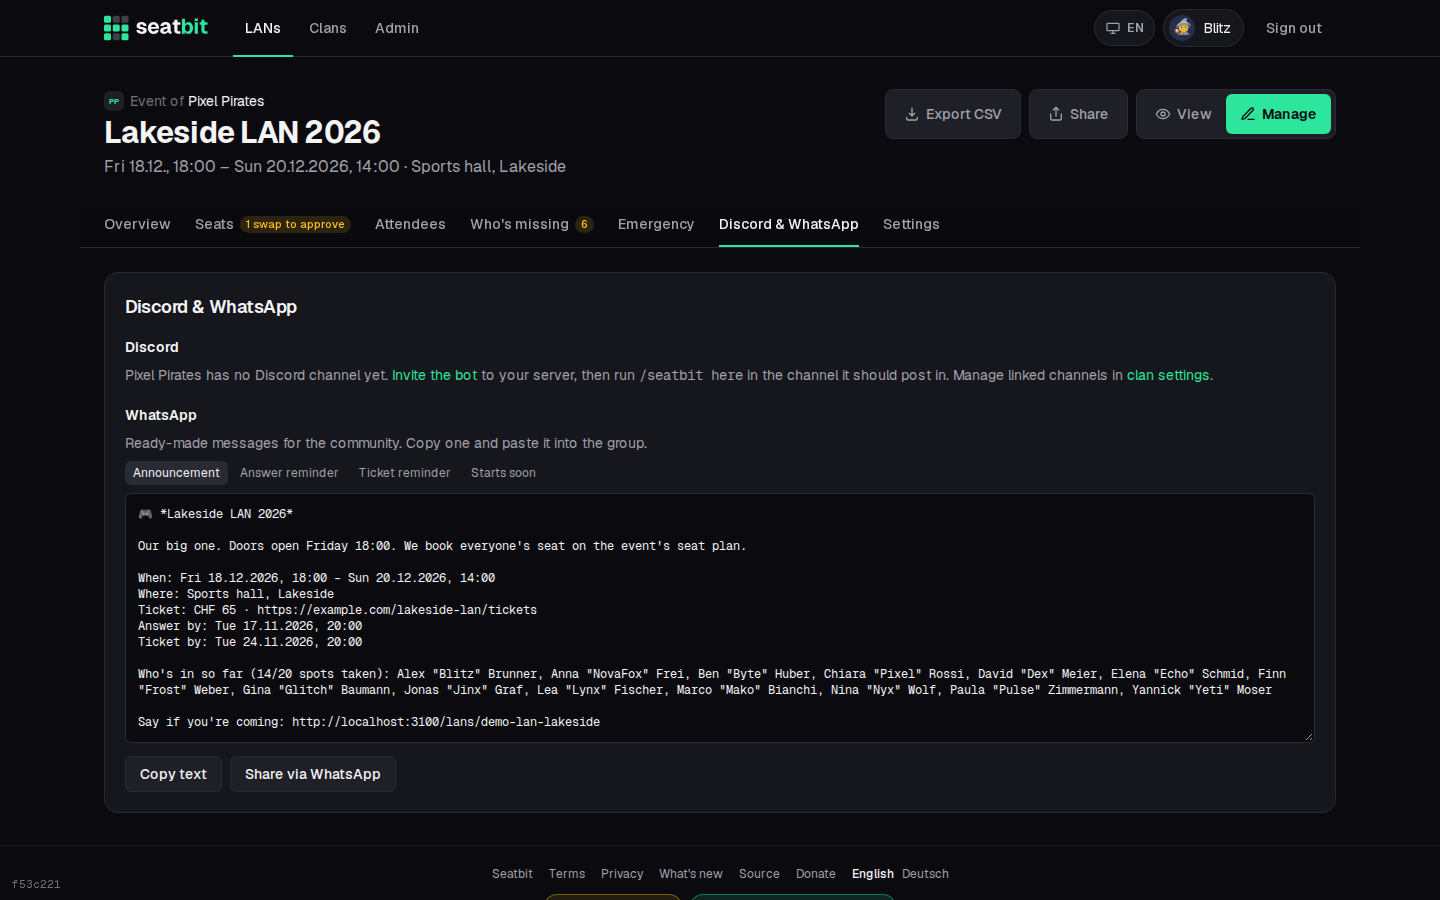 seatbit
LANs
Clans
Admin
EN
Blitz
Sign out
PP Event of Pixel Pirates
Lakeside LAN 2026
Fri 18.12., 18:00 – Sun 20.12.2026, 14:00 · Sports hall, Lakeside
Export CSV
Share
View
Manage
Overview
Seats 1 swap to approve
Attendees
Who's missing 6
Emergency
Discord & WhatsApp
Settings
Discord & WhatsApp
Discord
Pixel Pirates has no Discord channel yet. Invite the bot to your server, then run /seatbit here in the channel it should post in. Manage linked channels in clan settings.
WhatsApp
Ready-made messages for the community. Copy one and paste it into the group.
Announcement
Answer reminder
Ticket reminder
Starts soon
🎮 *Lakeside LAN 2026*
Our big one. Doors open Friday 18:00. We book everyone's seat on the event's seat plan.
When: Fri 18.12.2026, 18:00 – Sun 20.12.2026, 14:00
Where: Sports hall, Lakeside
Ticket: CHF 65 · https://example.com/lakeside-lan/tickets
Answer by: Tue 17.11.2026, 20:00
Ticket by: Tue 24.11.2026, 20:00
Who's in so far (14/20 spots taken): Alex "Blitz" Brunner, Anna "NovaFox" Frei, Ben "Byte" Huber, Chiara "Pixel" Rossi, David "Dex" Meier, Elena "Echo" Schmid, Finn
"Frost" Weber, Gina "Glitch" Baumann, Jonas "Jinx" Graf, Lea "Lynx" Fischer, Marco "Mako" Bianchi, Nina "Nyx" Wolf, Paula "Pulse" Zimmermann, Yannick "Yeti" Moser
Say if you're coming: http://localhost:3100/lans/demo-lan-lakeside
Copy text
Share via WhatsApp
Seatbit
Terms
Privacy
What's new
Source
Donate
English
Deutsch
f53c221